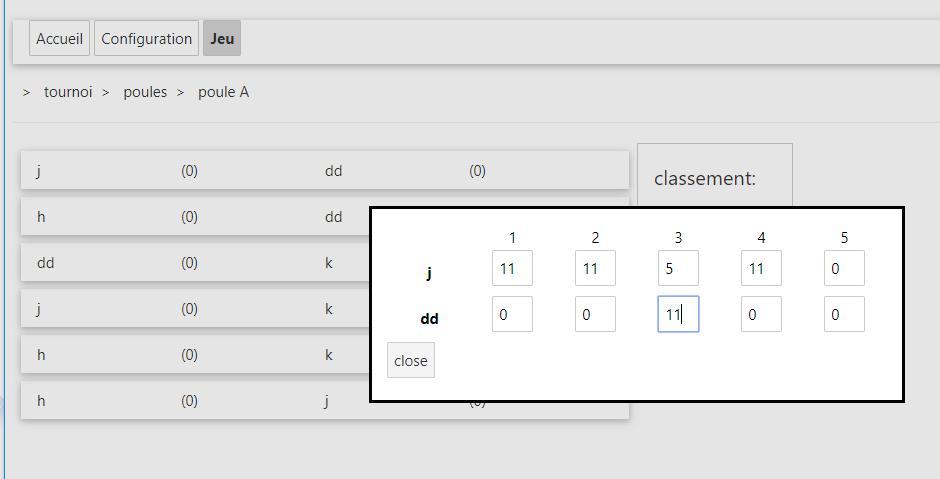 Accueil Configuration Jeu
> tournoi > poules > poule A
j (0) dd (0)
classement:
h (0) dd
dd (0) k
j (0) k
h (0) k
h (0) j (0)
1 2 3 4 5
j 11 11 5 11 0
dd 0 0 11 0 0
close